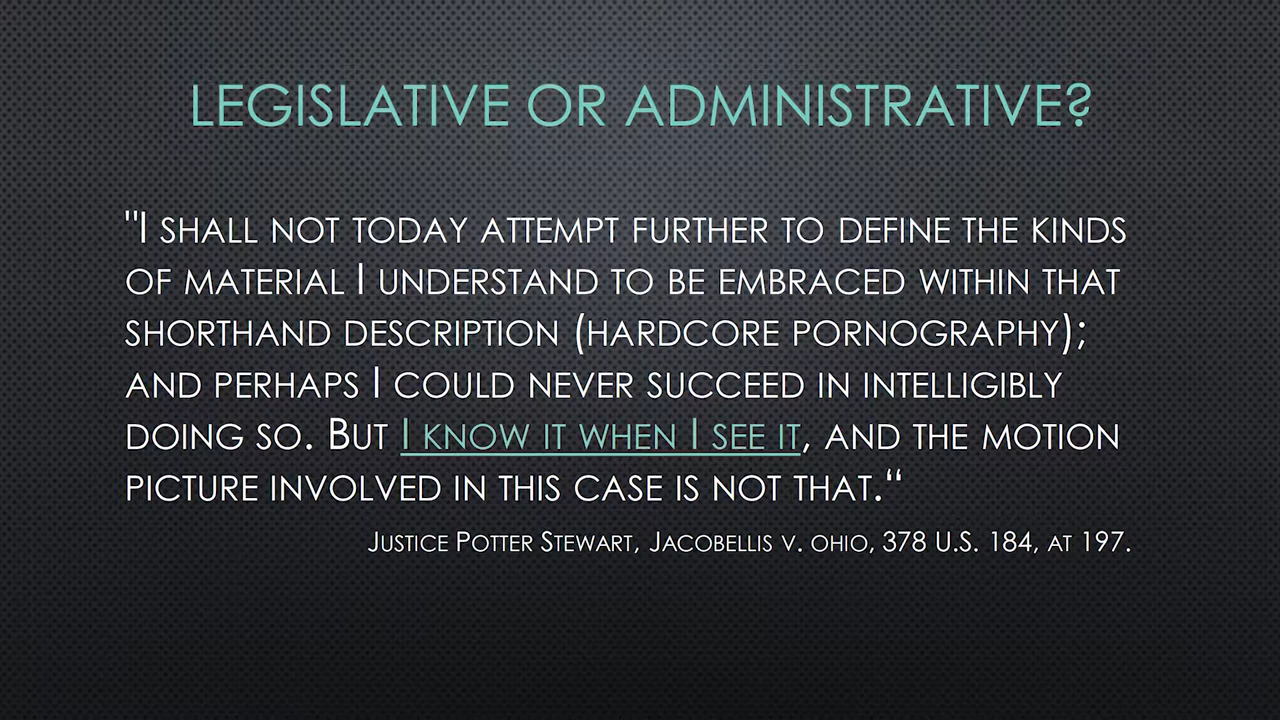 LEGISLATIVE OR ADMINISTRATIVE?
"I SHALL NOT TODAY ATTEMPT FURTHER TO DEFINE THE KINDS
OF MATERIAL I UNDERSTAND TO BE EMBRACED WITHIN THAT
SHORTHAND DESCRIPTION (HARDCORE PORNOGRAPHY);
AND PERHAPS I COULD NEVER SUCCEED IN INTELLIGIBLY
DOING SO. BUT I KNOW IT WHEN I SEE IT, AND THE MOTION
PICTURE INVOLVED IN THIS CASE IS NOT THAT.“
JUSTICE POTTER STEWART, JACOBELLIS V. OHIO, 378 U.S. 184, AT 197.